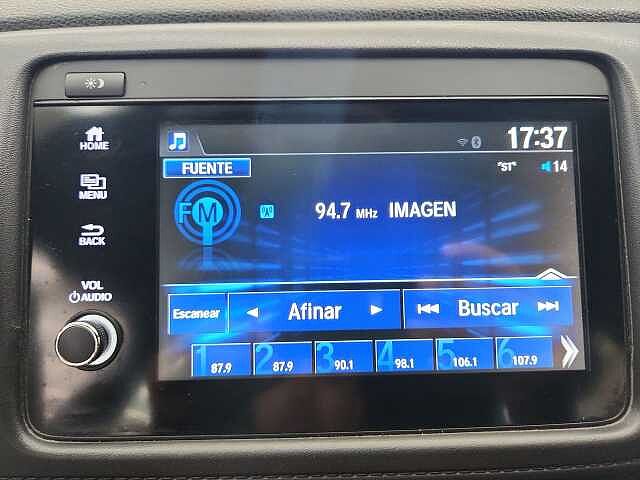 HOME
MENU
BACK
VOL
AUDIO
17:37
FUENTE
"ST" 14
FM
94.7 MHz IMAGEN
Escanear Afinar Buscar
1 87.9 2 87.9 3 90.1 4 98.1 5 106.1 6 107.9